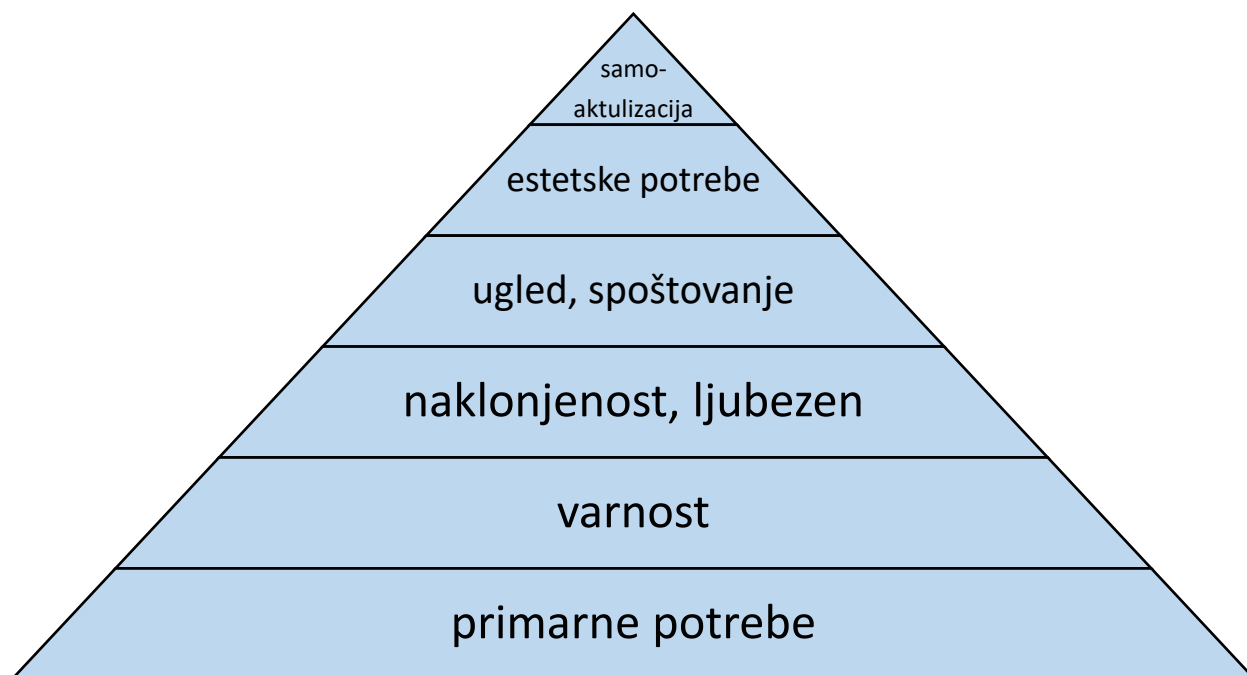 samo-
aktulizacija
estetske potrebe
ugled, spoštovanje
naklonjenost, ljubezen
varnost
primarne potrebe